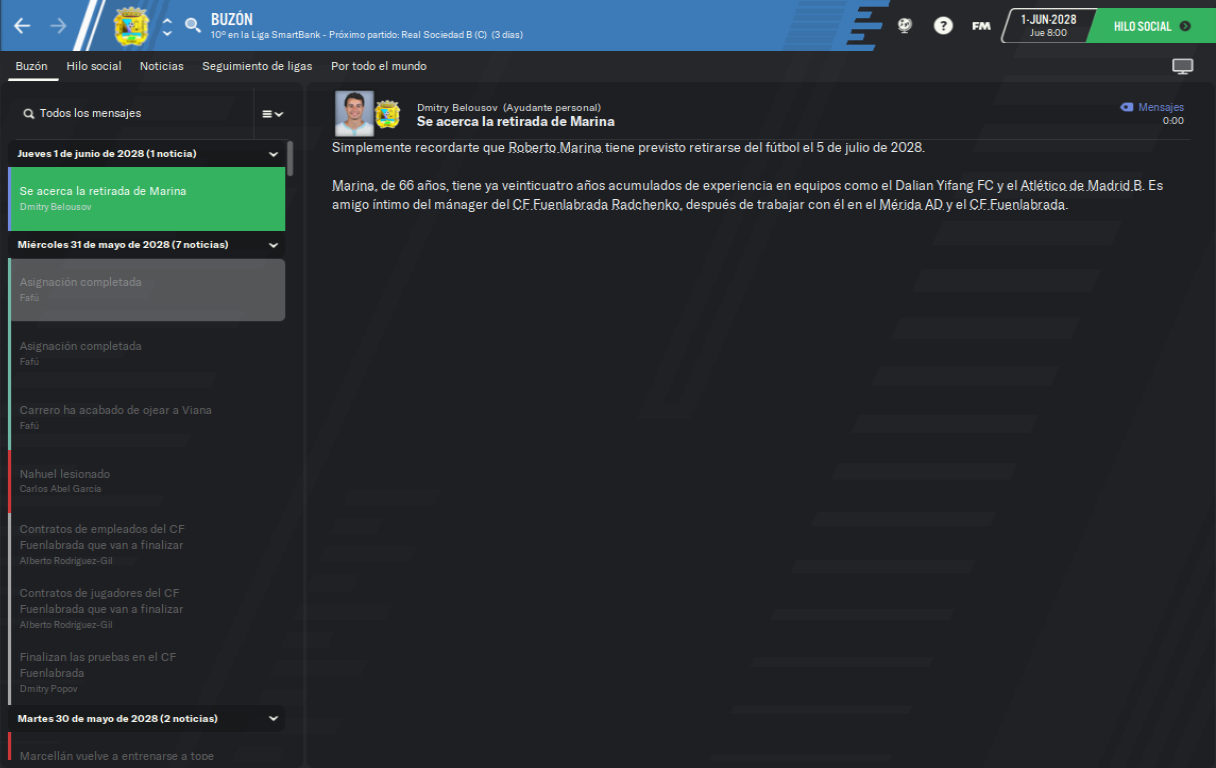 BUZÓN
10º en la Liga SmartBank - Próximo partido: Real Sociedad B (C) (3 días)
?
FM
1-JUN-2028
Jue 8:00
HILO SOCIAL
Buzón
Hilo social
Noticias
Seguimiento de ligas
Por todo el mundo
Todos los mensajes
Jueves 1 de junio de 2028 (1 noticia)
Se acerca la retirada de Marina
Dmitry Belousov
Miércoles 31 de mayo de 2028 (7 noticias)
Asignación completada
Fafú
Asignación completada
Fafú
Carrero ha acabado de ojear a Viana
Fafú
Nahuel lesionado
Carlos Abel García
Contratos de empleados del CF
Fuenlabrada que van a finalizar
Alberto Rodríguez-Gil
Contratos de jugadores del CF
Fuenlabrada que van a finalizar
Alberto Rodríguez-Gil
Finalizan las pruebas en el CF
Fuenlabrada
Dmitry Popov
Martes 30 de mayo de 2028 (2 noticias)
Marcellán vuelve a entrenarse a tope
Dmitry Belousov (Ayudante personal)
Se acerca la retirada de Marina
Mensajes
0:00
Simplemente recordarte que Roberto Marina tiene previsto retirarse del fútbol el 5 de julio de 2028.
Marina, de 66 años, tiene ya veinticuatro años acumulados de experiencia en equipos como el Dalian Yifang FC y el Atlético de Madrid B. Es
amigo íntimo del mánager del CF Fuenlabrada Radchenko, después de trabajar con él en el Mérida AD y el CF Fuenlabrada.